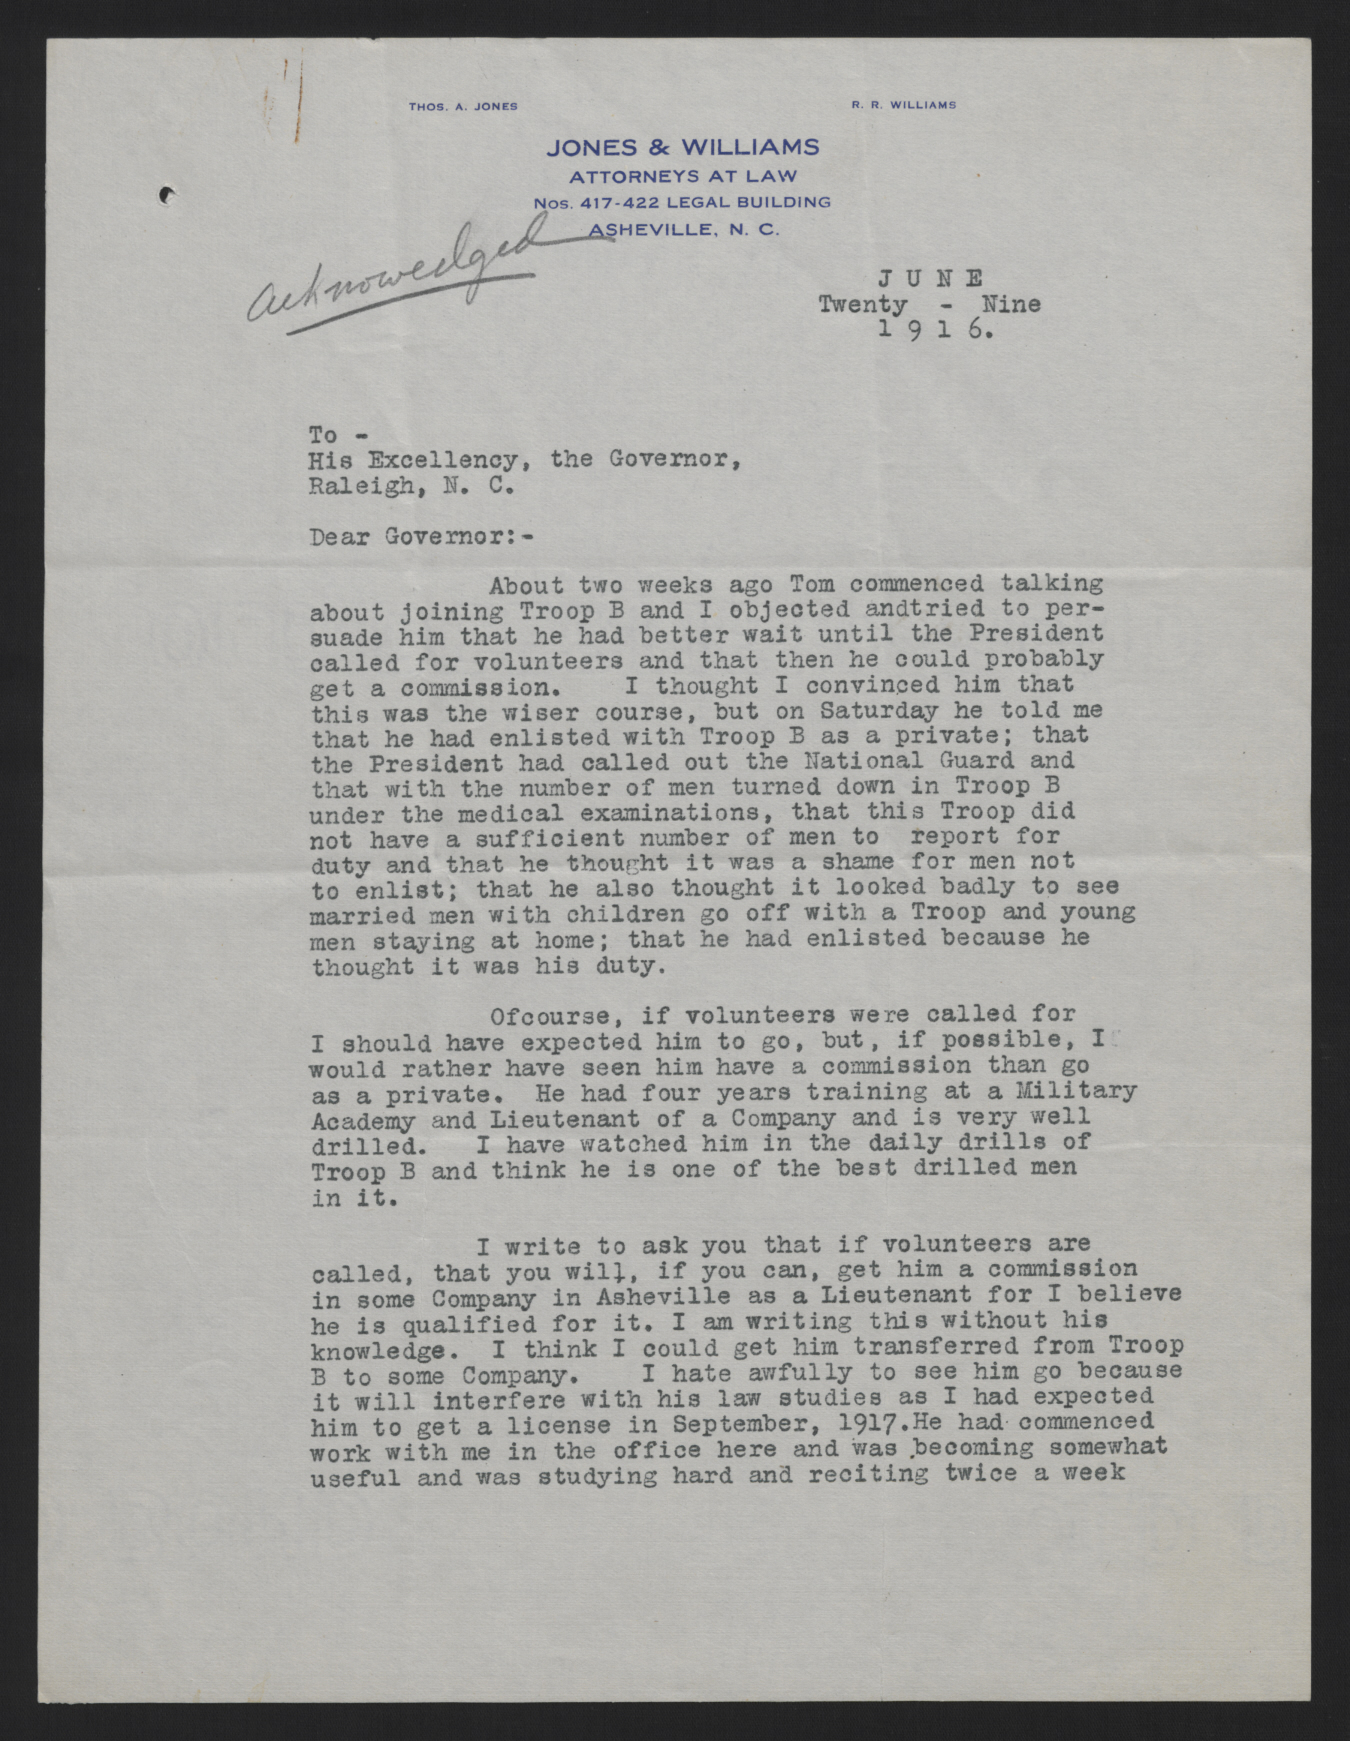 THOS. A. JONES R. R. WILLIAMS
JONES & WILLIAMS
ATTORNEYS AT LAW
Nos. 417-422 LEGAL BUILDING
ASHEVILLE, N. C.
Acknowedged
J U N E
Twenty - Nine
1 9 1 6.
To -
His Excellency, the Governor,
Raleigh, N. C.
Dear Governor:-
About two weeks ago Tom commenced talking
about joining Troop B and I objected andtried to per-
suade him that he had better wait until the President
called for volunteers and that then he could probably
get a commission. I thought I convinced him that
this was the wiser course, but on Saturday he told me
that he had enlisted with Troop B as a private; that
the President had called out the National Guard and
that with the number of men turned down in Troop B
under the medical examinations, that this Troop did
not have a sufficient number of men to report for
duty and that he thought it was a shame for men not
to enlist; that he also thought it looked badly to see
married men with children go off with a Troop and young
men staying at home; that he had enlisted because he
thought it was his duty.
Ofcourse, if volunteers were called for
I should have expected him to go, but, if possible, I
would rather have seen him have a commission than go
as a private. He had four years training at a Military
Academy and Lieutenant of a Company and is very well
drilled. I have watched him in the daily drills of
Troop B and think he is one of the best drilled men
in it.
I write to ask you that if volunteers are
called, that you will, if you can, get him a commission
in some Company in Asheville as a Lieutenant for I believe
he is qualified for it. I am writing this without his
knowledge. I think I could get him transferred from Troop
B to some Company. I hate awfully to see him go because
it will interfere with his law studies as I had expected
him to get a license in September, 1917.He had commenced
work with me in the office here and was becoming somewhat
useful and was studying hard and reciting twice a week